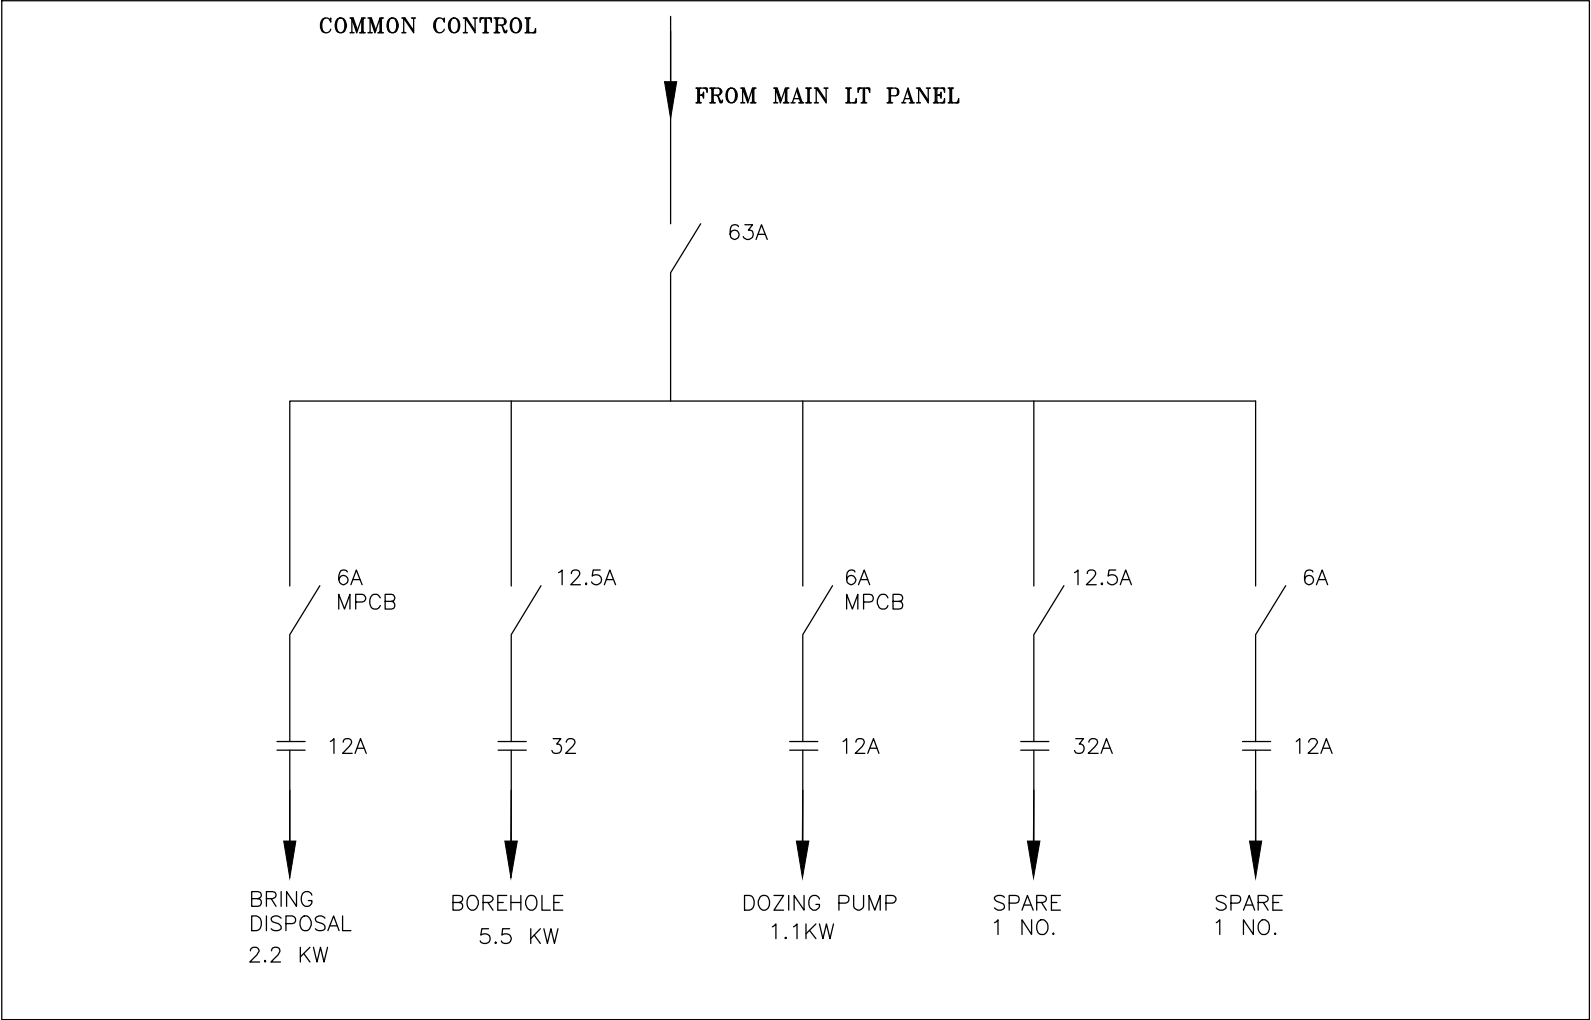 COMMON CONTROL
FROM MAIN LT PANEL
63A
6A
MPCB
12.5A
6A
MPCB
12.5A
6A
12A
32
12A
32A
12A
BRING
DISPOSAL
2.2 KW
BOREHOLE
5.5 KW
DOZING PUMP
1.1KW
SPARE
1 NO.
SPARE
1 NO.